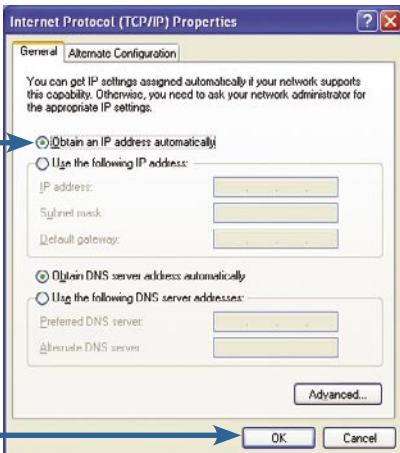 Internet Protocol (TCP/IP) Properties
General
Alternate Configuration
You can get IP settings assigned automatically if your network supports
this capability. Otherwise, you need to ask your network administrator for
the appropriate IP settings.
Obtain an IP address automatically
Use the following IP address:
IP address:
Subnet mask:
Default gateway:
Obtain DNS server address automatically
Use the following DNS server addresses:
Preferred DNS server:
Alternate DNS server:
Advanced...
OK
Cancel